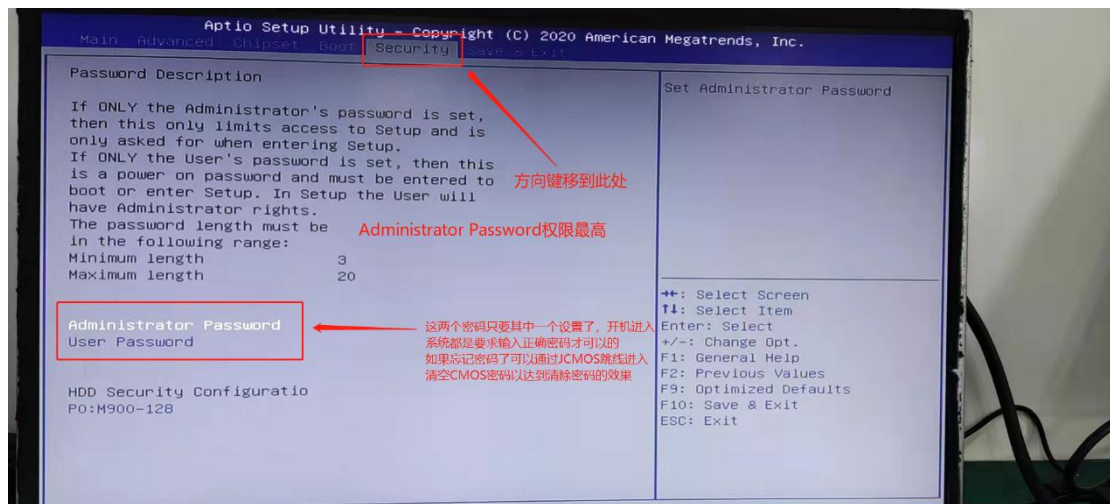 Aptio Setup Utility - Copyright (C) 2020 American Megatrends, Inc.
Main Advanced Chipset Boot Security Save & Exit
Password Description
If ONLY the Administrator's password is set,
then this only limits access to Setup and is
only asked for when entering Setup.
If ONLY the User's password is set, then this
is a power on password and must be entered to
boot or enter Setup. In Setup the User will
have Administrator rights.
The password length must be
in the following range:
Minimum length 3
Maximum length 20
Administrator Password
User Password
HDD Security Configuratio
P0:M900-128
方向键移到此处
Administrator Password权限最高
这两个密码只要其中一个设置了，开机进入
系统都是要求输入正确密码才可以的
如果忘记密码了可以通过JCMOS跳线进入
清空CMOS密码以达到清除密码的效果
Set Administrator Password
→←: Select Screen
↑↓: Select Item
Enter: Select
+/-: Change Opt.
F1: General Help
F2: Previous Values
F9: Optimized Defaults
F10: Save & Exit
ESC: Exit